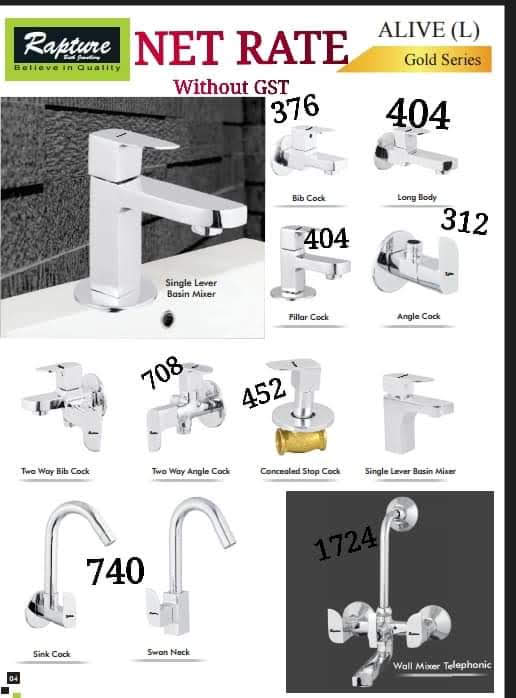 Rapture
Bath Jewellery
Believe in Quality
NET RATE
Without GST
ALIVE (L)
Gold Series
376
404
Bib Cock
Long Body
Single Lever
Basin Mixer
404
312
Pillar Cock
Angle Cock
708
452
Two Way Bib Cock
Two Way Angle Cock
Concealed Stop Cock
Single Lever Basin Mixer
740
1724
Sink Cock
Swan Neck
Wall Mixer Telephonic
04